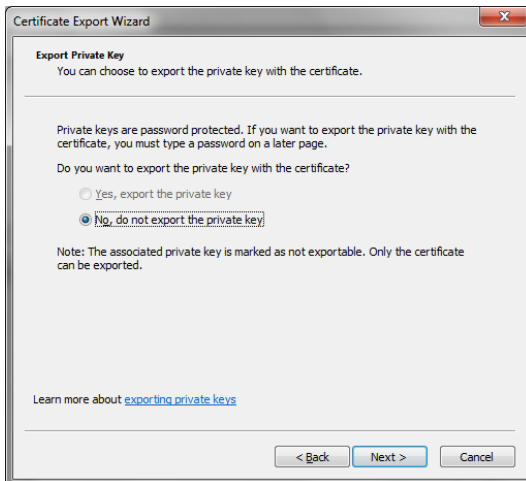 Certificate Export Wizard
Export Private Key
You can choose to export the private key with the certificate.
Private keys are password protected. If you want to export the private key with the
certificate, you must type a password on a later page.
Do you want to export the private key with the certificate?
Yes, export the private key
No, do not export the private key
Note: The associated private key is marked as not exportable. Only the certificate
can be exported.
Learn more about exporting private keys
< Back Next > Cancel